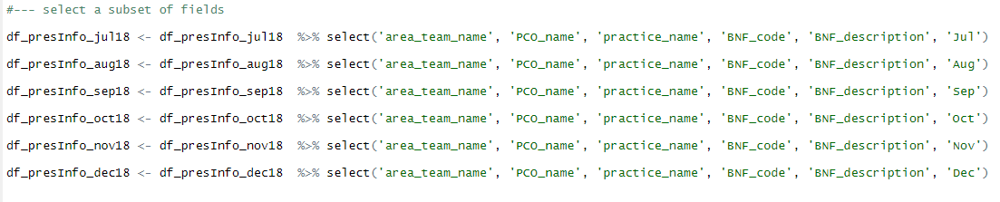 #--- select a subset of fields
df_presInfo_jul18 <- df_presInfo_jul18  %>% select('area_team_name', 'PCO_name', 'practice_name', 'BNF_code', 'BNF_description', 'Jul')
df_presInfo_aug18 <- df_presInfo_aug18  %>% select('area_team_name', 'PCO_name', 'practice_name', 'BNF_code', 'BNF_description', 'Aug')
df_presInfo_sep18 <- df_presInfo_sep18  %>% select('area_team_name', 'PCO_name', 'practice_name', 'BNF_code', 'BNF_description', 'Sep')
df_presInfo_oct18 <- df_presInfo_oct18  %>% select('area_team_name', 'PCO_name', 'practice_name', 'BNF_code', 'BNF_description', 'Oct')
df_presInfo_nov18 <- df_presInfo_nov18  %>% select('area_team_name', 'PCO_name', 'practice_name', 'BNF_code', 'BNF_description', 'Nov')
df_presInfo_dec18 <- df_presInfo_dec18  %>% select('area_team_name', 'PCO_name', 'practice_name', 'BNF_code', 'BNF_description', 'Dec')